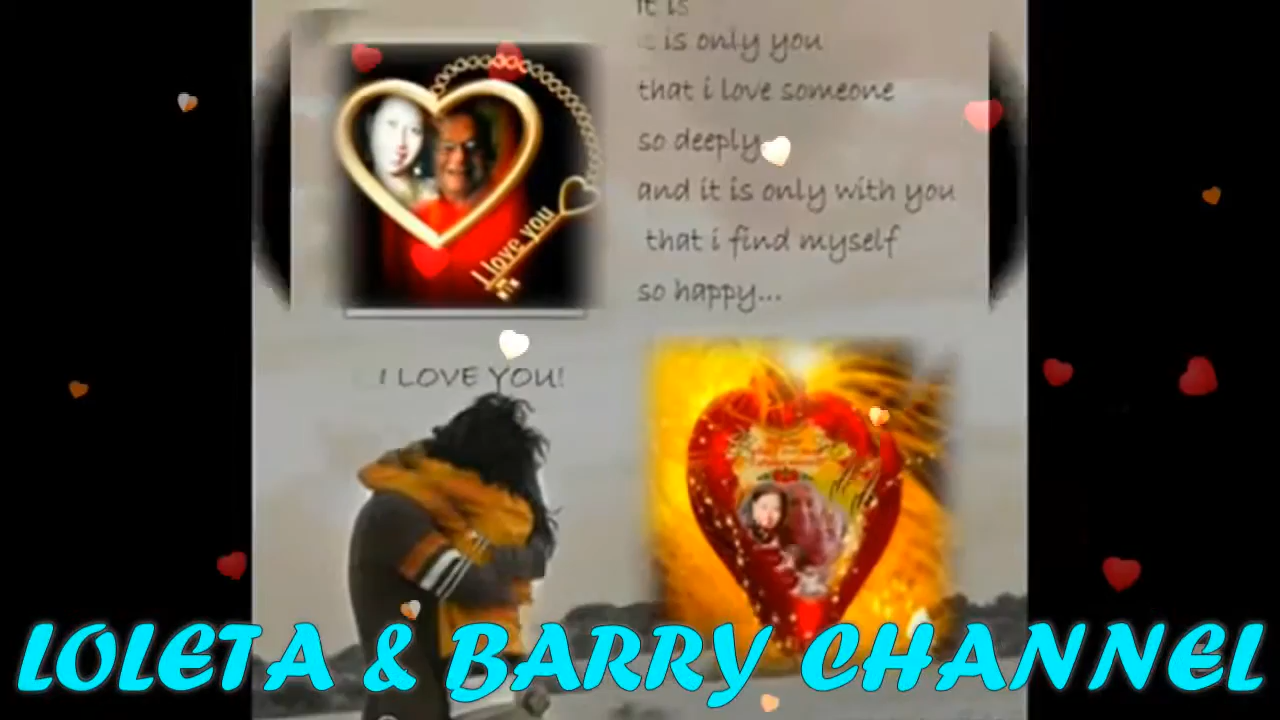 it is
is only you
that i love someone
so deeply
and it is only with you
that i find myself
so happy...
I love you
I LOVE YOU!
LOLETA & BARRY CHANNEL